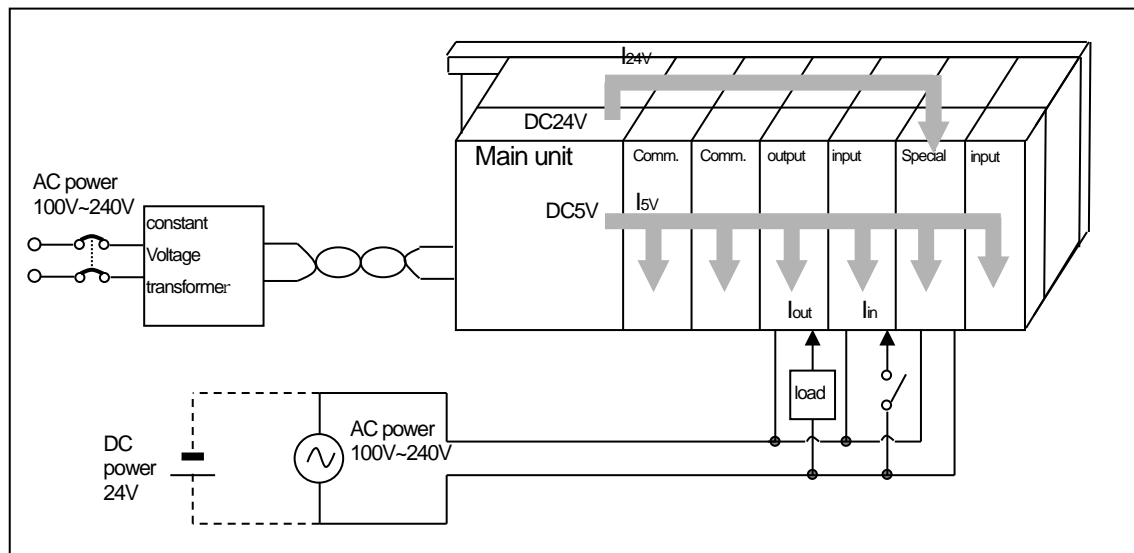 I24V
DC24V
Main unit
Comm.
Comm.
output
input
Special
input
AC power
100V~240V
constant
Voltage
transformer
DC5V
I5V
Iout
Iin
load
AC power
100V~240V
DC
power
24V